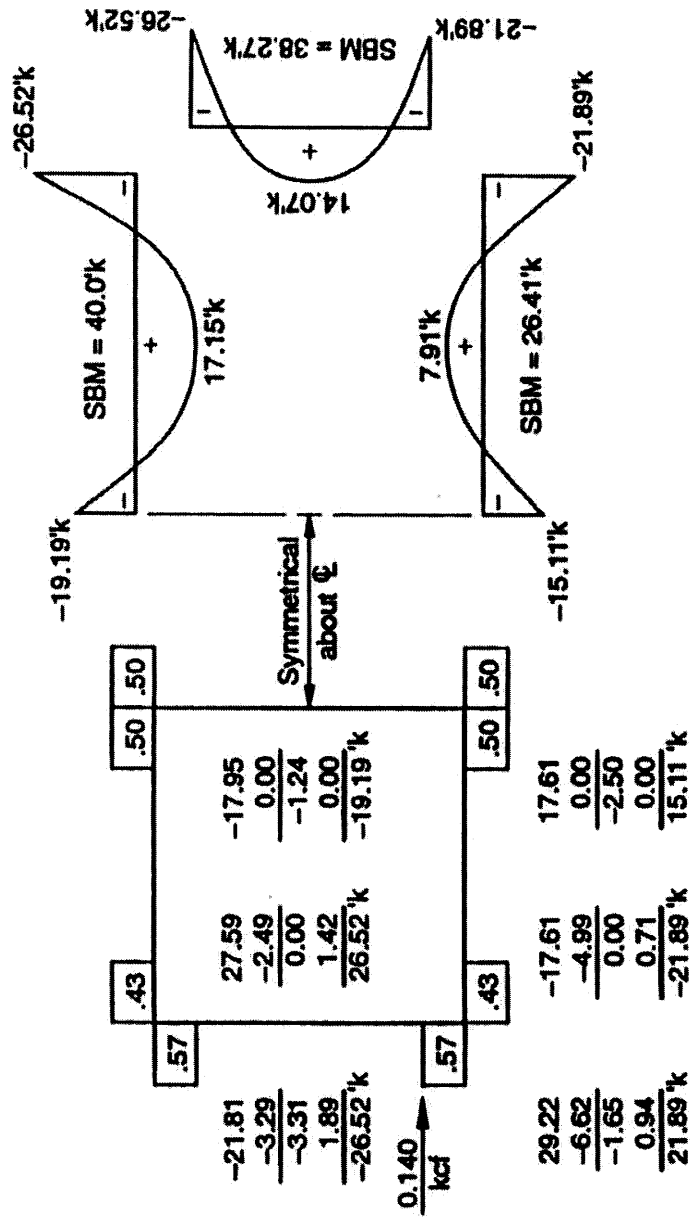 .43
.50
.50
.57
-21.81
-3.29
-3.31
1.89
-26.52'k
27.59
-2.49
0.00
1.42
26.52'k
-17.95
0.00
-1.24
0.00
-19.19'k
0.140
kcf
.57
.43
.50
.50
29.22
-6.62
-1.65
0.94
21.89'k
-17.61
-4.99
0.00
0.71
-21.89'k
17.61
0.00
-2.50
0.00
15.11'k
Symmetrical
about ℄
-19.19'k
-26.52'k
SBM = 40.0'k
−
−
+
17.15'k
-26.52'k
−
SBM = 38.27'k
+
14.07'k
−
-21.89'k
7.91'k
+
−
−
SBM = 26.41'k
-15.11'k
-21.89'k